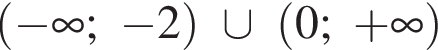 (−∞; −2) ∪ (0; +∞)